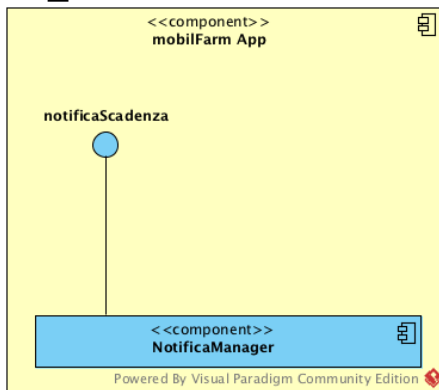 <<component>>
mobilFarm App
notificaScadenza
<<component>>
NotificaManager
Powered By Visual Paradigm Community Edition